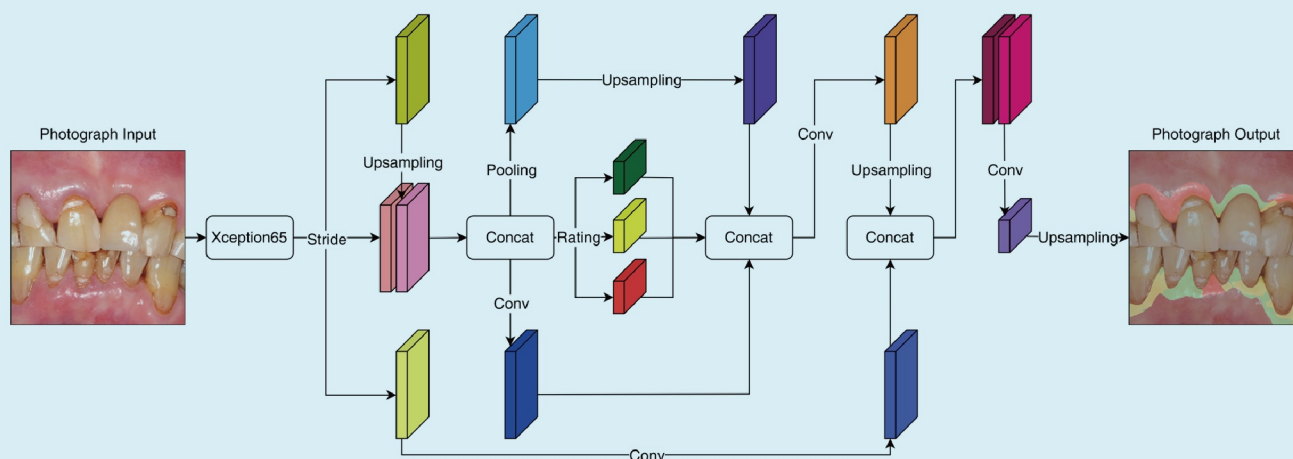 Photograph Input
Xception65
Stride
Upsampling
Concat
Pooling
Conv
Rating
Upsampling
Concat
Conv
Upsampling
Concat
Conv
Conv
Upsampling
Photograph Output